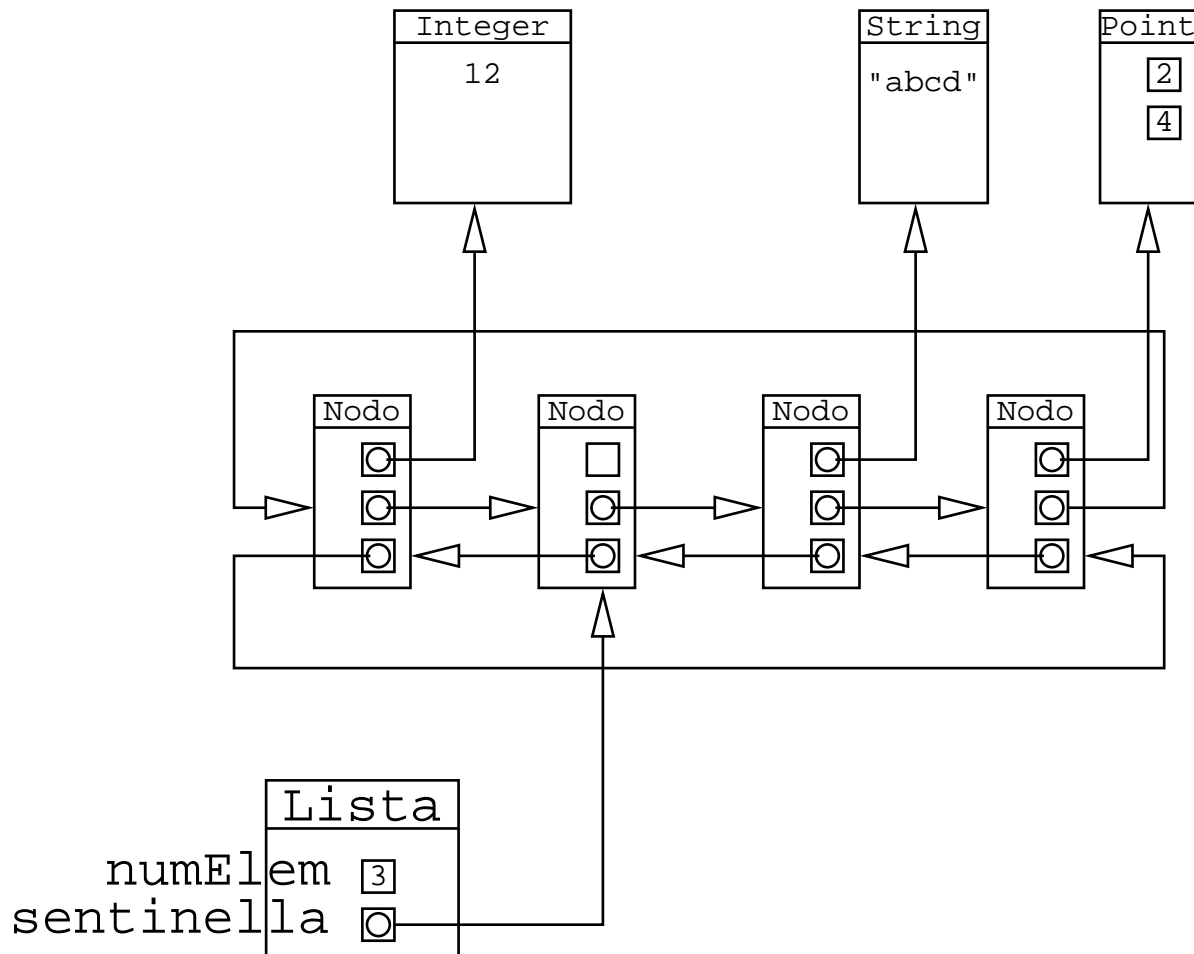 Integer
String
Point
12
"abcd"
2
4
Nodo
Nodo
Nodo
Nodo
Lista
numElem
3
sentinella